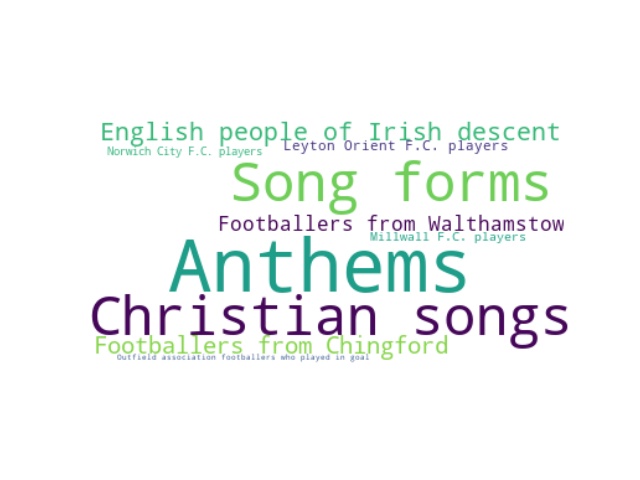 English people of Irish descent
Leyton Orient F.C. players
Norwich City F.C. players
Song forms
Footballers from Walthamstow
Millwall F.C. players
Anthems
Christian songs
Footballers from Chingford
Outfield association footballers who played in goal